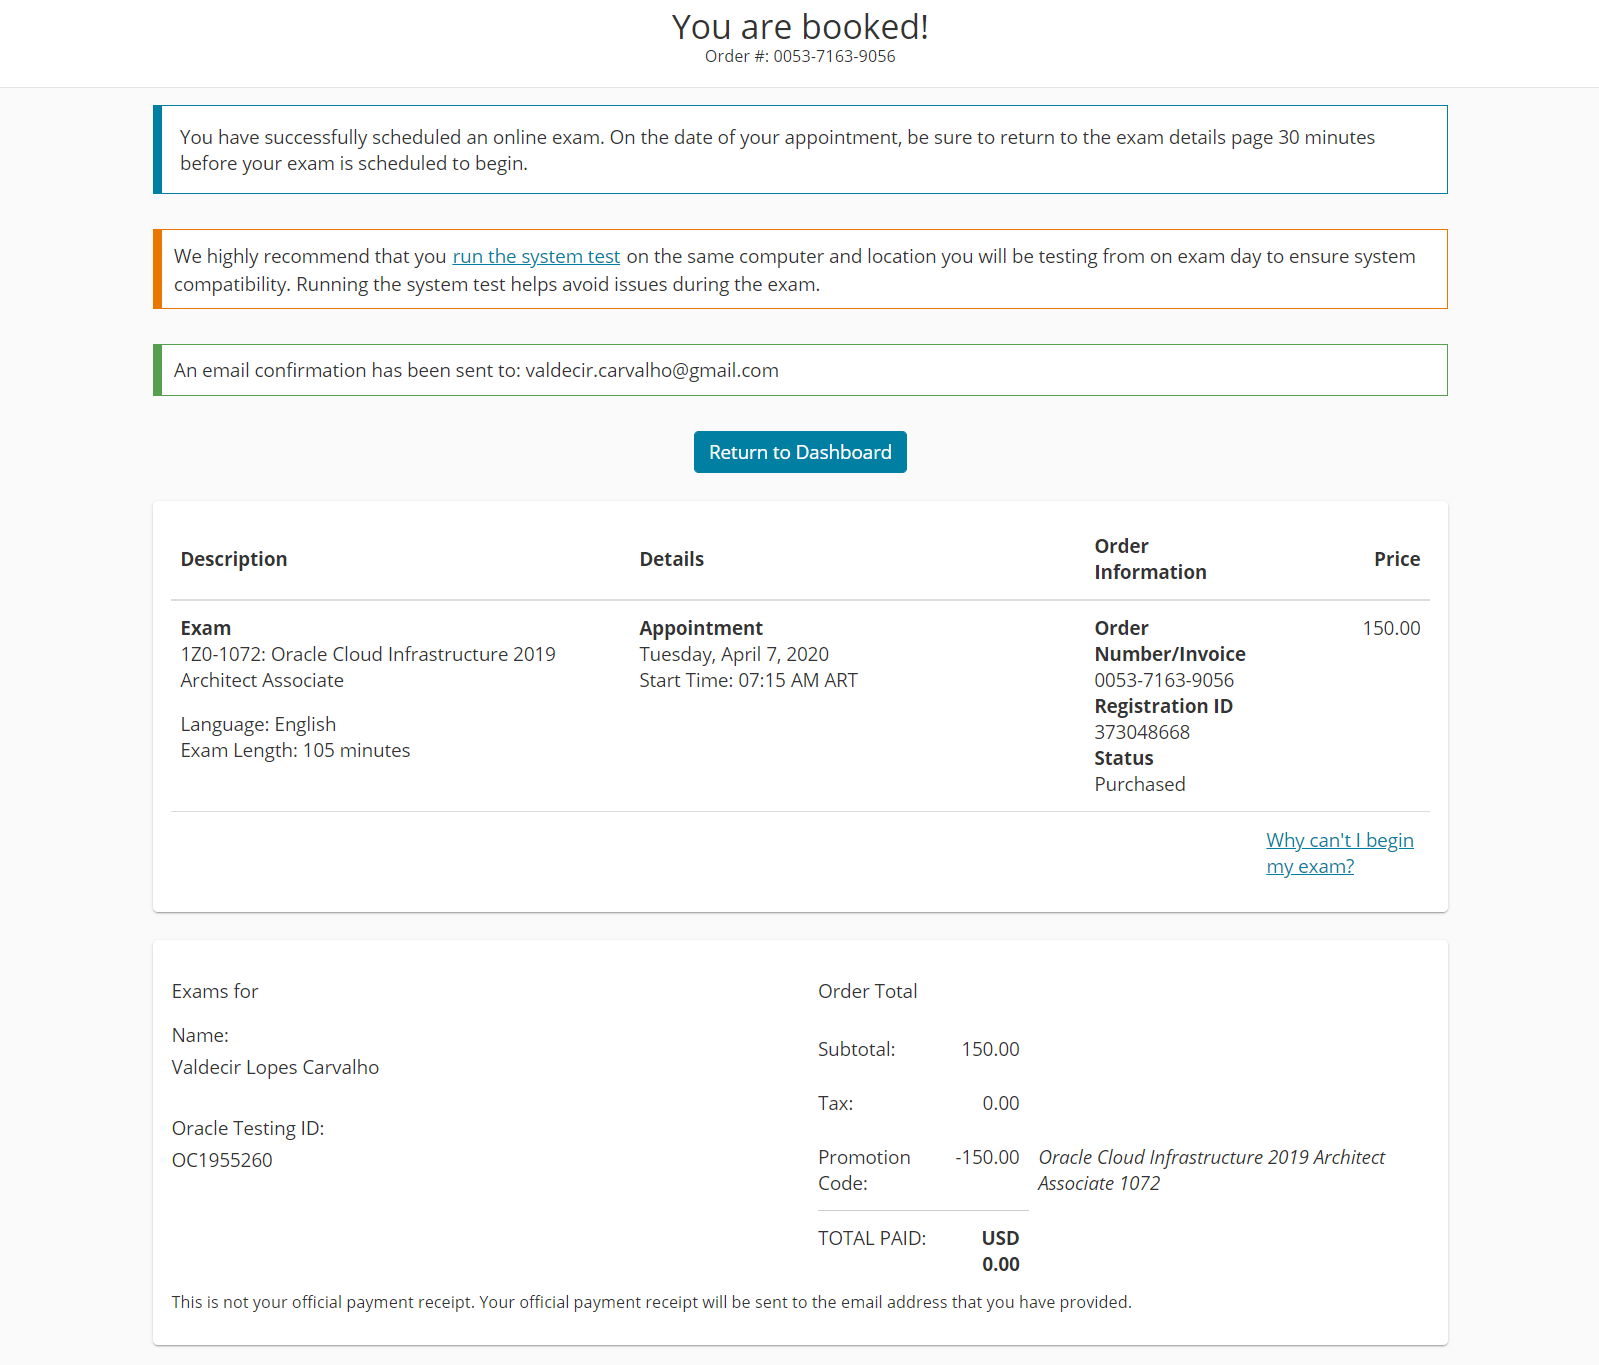 You are booked!
Order #: 0053-7163-9056
You have successfully scheduled an online exam. On the date of your appointment, be sure to return to the exam details page 30 minutes
before your exam is scheduled to begin.
We highly recommend that you run the system test on the same computer and location you will be testing from on exam day to ensure system
compatibility. Running the system test helps avoid issues during the exam.
An email confirmation has been sent to: valdecir.carvalho@gmail.com
Return to Dashboard
Description
Details
Order
Information
Price
Exam
1Z0-1072: Oracle Cloud Infrastructure 2019
Architect Associate
Language: English
Exam Length: 105 minutes
Appointment
Tuesday, April 7, 2020
Start Time: 07:15 AM ART
Order
Number/Invoice
0053-7163-9056
Registration ID
373048668
Status
Purchased
150.00
Why can't I begin
my exam?
Exams for
Name:
Valdecir Lopes Carvalho
Oracle Testing ID:
OC1955260
Order Total
Subtotal: 150.00
Tax: 0.00
Promotion -150.00 Oracle Cloud Infrastructure 2019 Architect
Code: Associate 1072
TOTAL PAID: USD
0.00
This is not your official payment receipt. Your official payment receipt will be sent to the email address that you have provided.